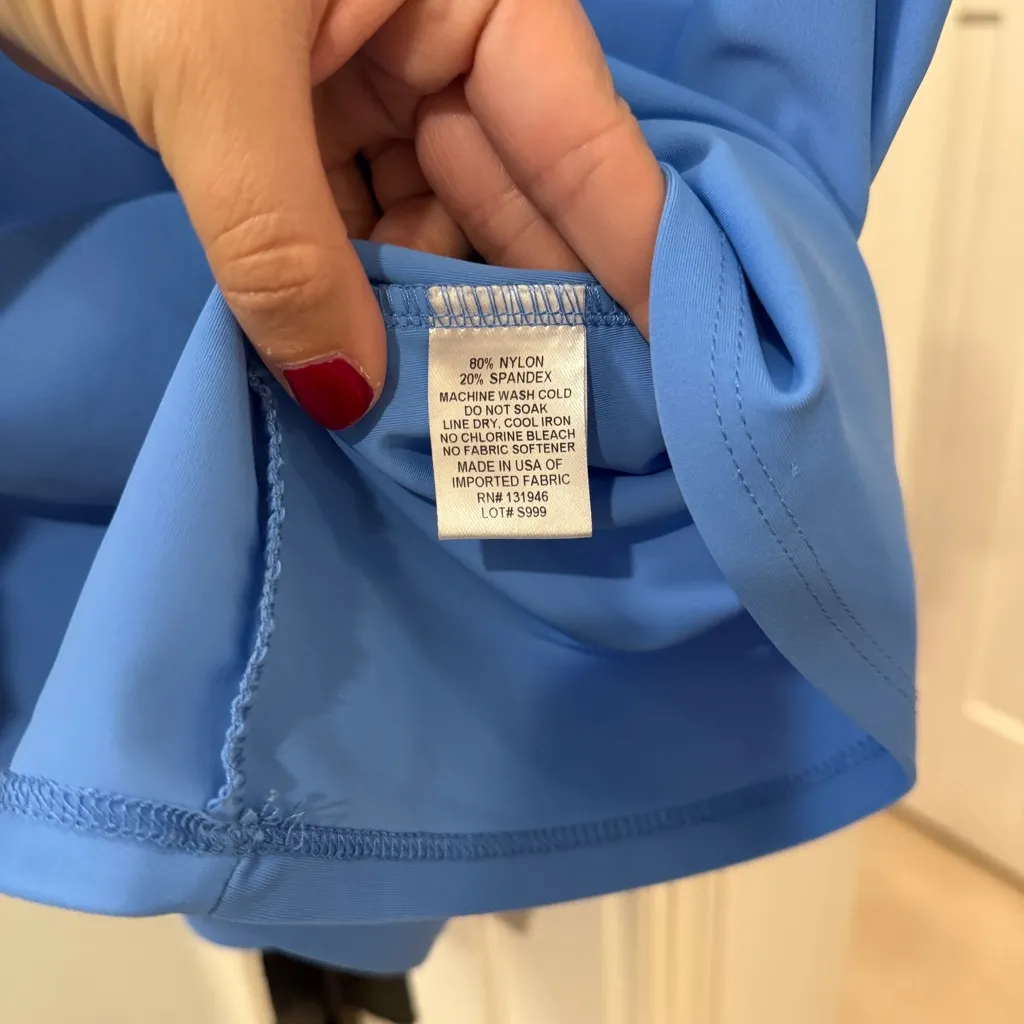 80% NYLON
20% SPANDEX
MACHINE WASH COLD
DO NOT SOAK
LINE DRY, COOL IRON
NO CHLORINE BLEACH
NO FABRIC SOFTENER
MADE IN USA OF
IMPORTED FABRIC
RN# 131946
LOT# S999